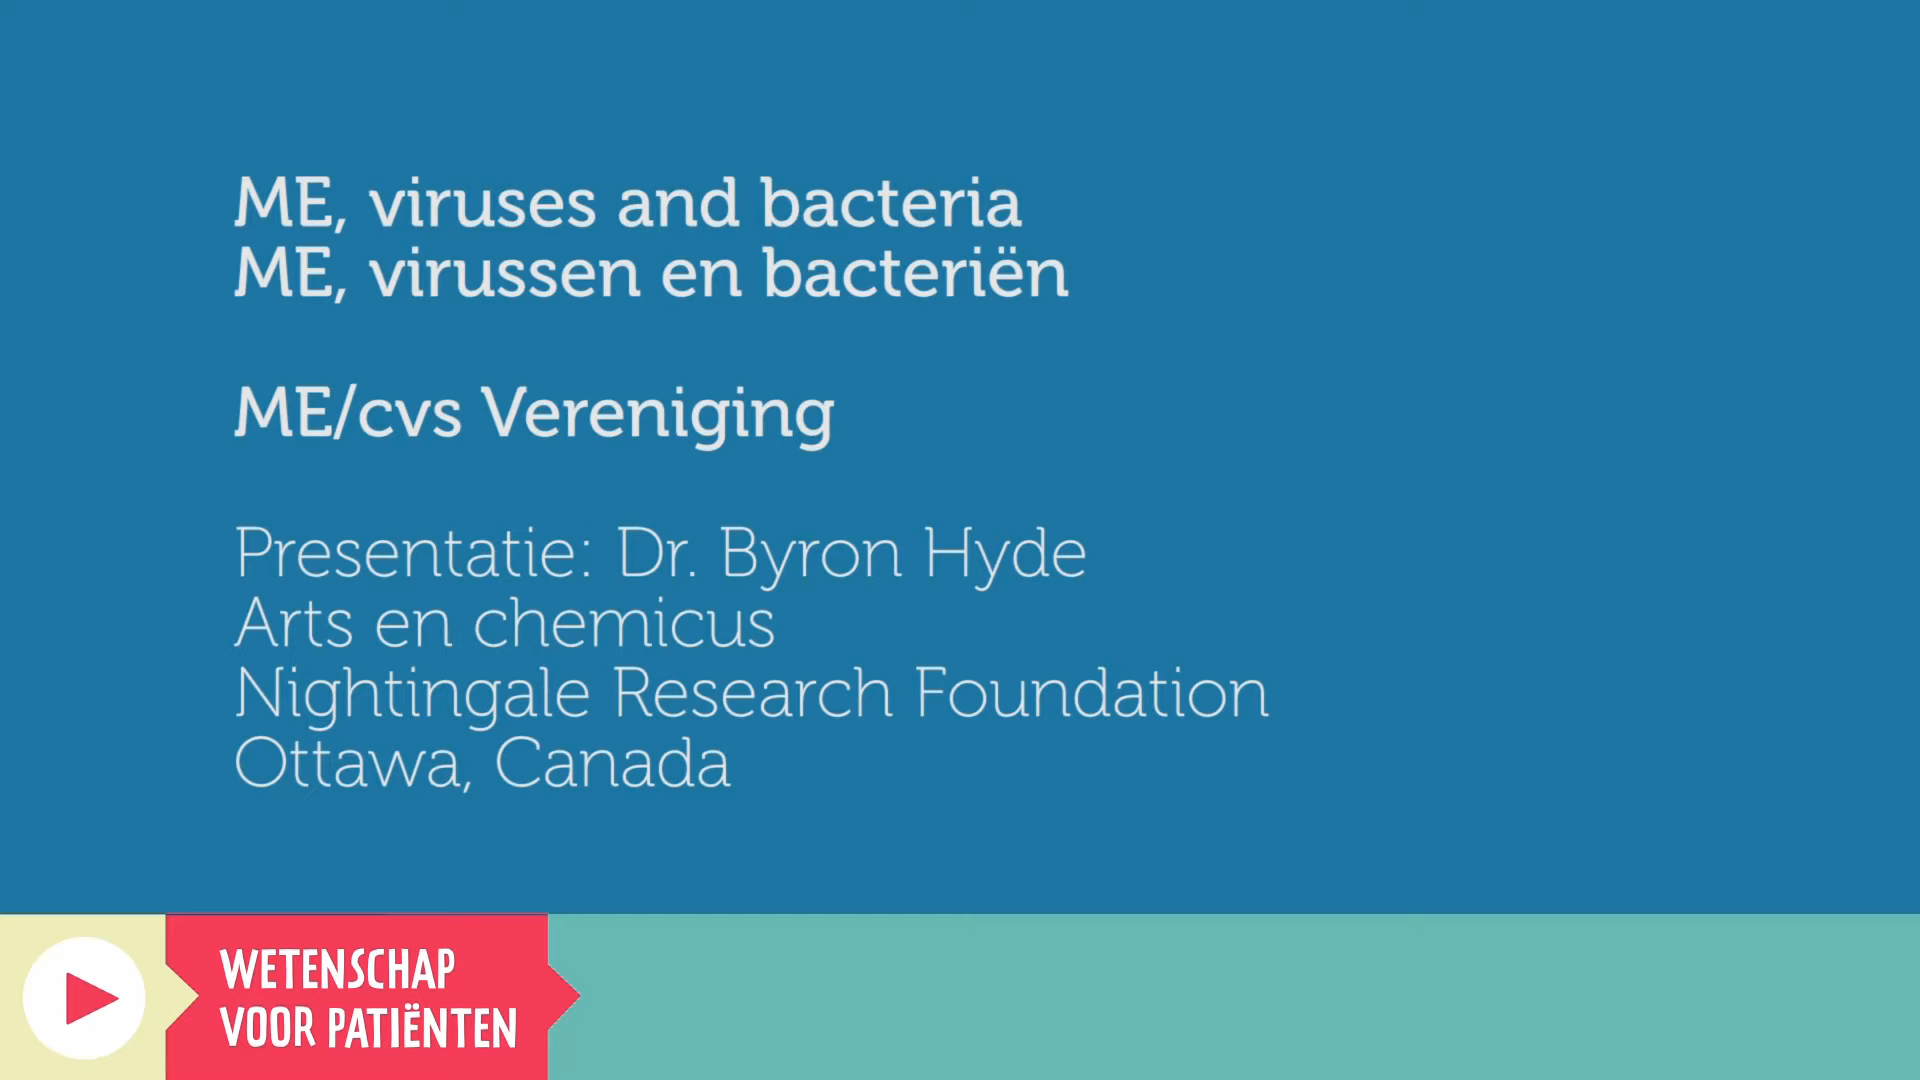 ME, viruses and bacteria
ME, virussen en bacteriën
ME/cvs Vereniging
Presentatie: Dr. Byron Hyde
Arts en chemicus
Nightingale Research Foundation
Ottawa, Canada
WETENSCHAP
VOOR PATIËNTEN